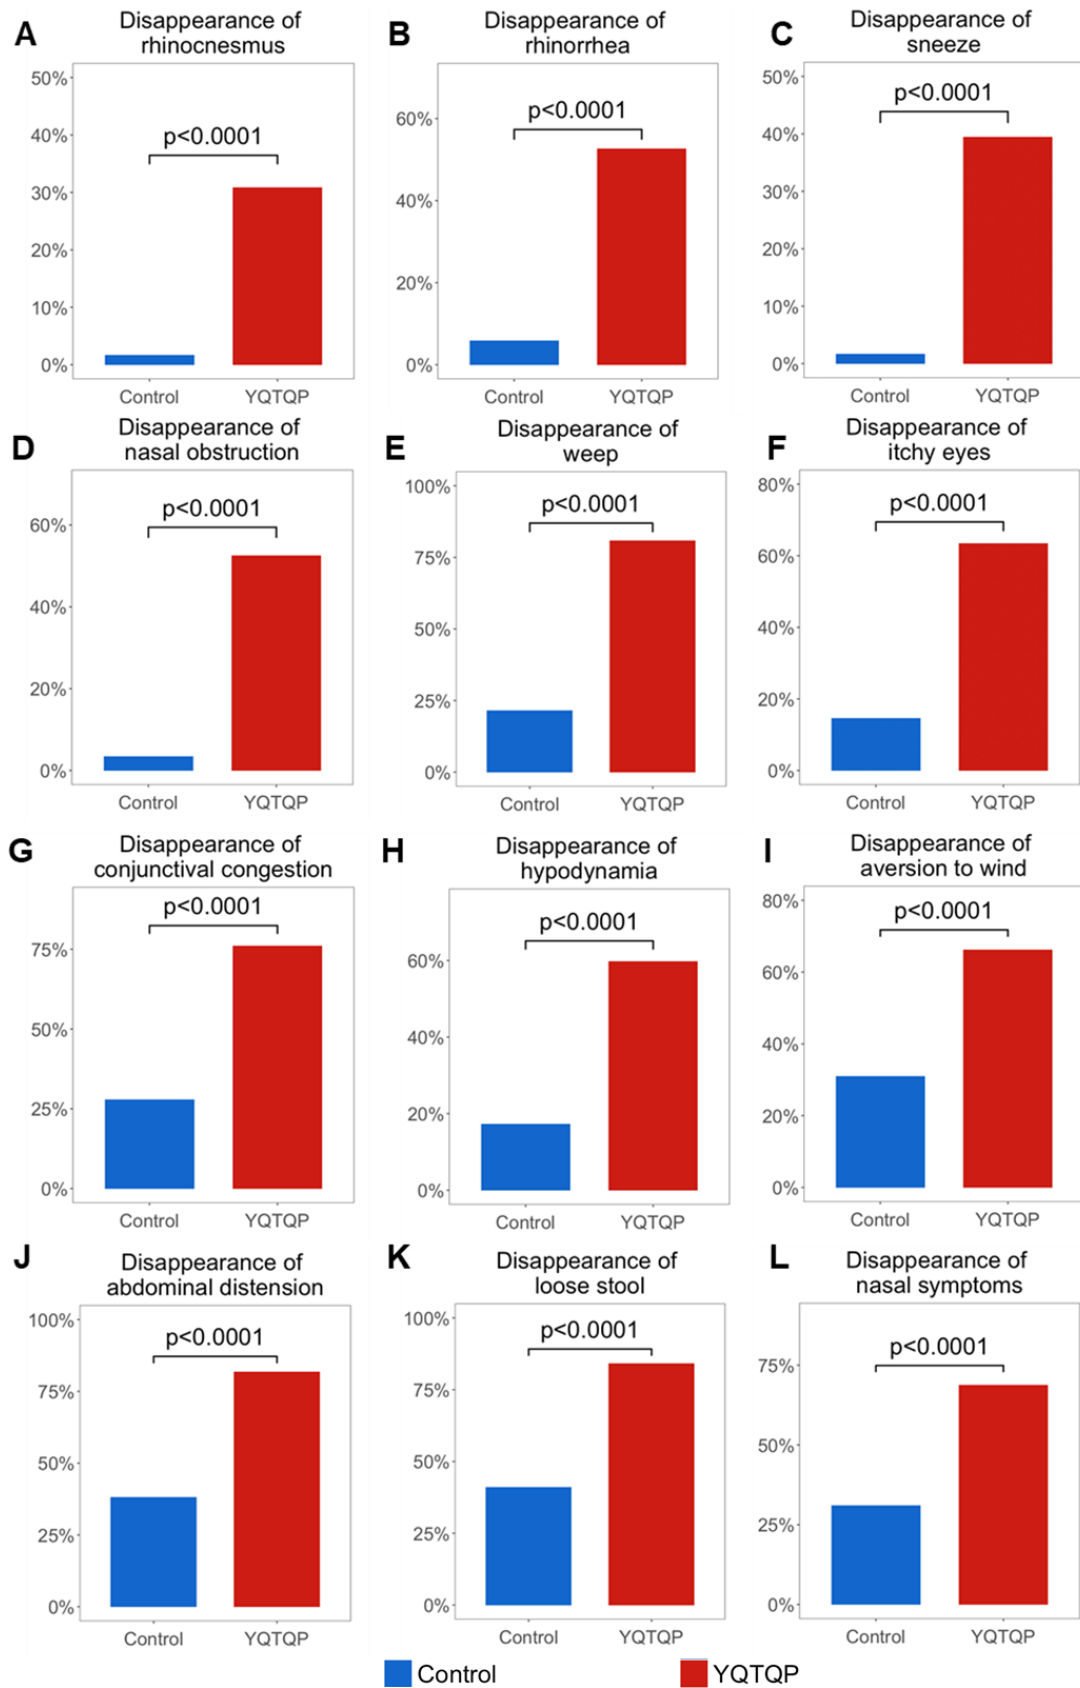 A
Disappearance of
rhinocnesmus
50%
40%
30%
20%
10%
0%
p<0.0001
Control
YQTQP
B
Disappearance of
rhinorrhea
60%
40%
20%
0%
p<0.0001
Control
YQTQP
C
Disappearance of
sneeze
50%
40%
30%
20%
10%
0%
p<0.0001
Control
YQTQP
D
Disappearance of
nasal obstruction
60%
40%
20%
0%
p<0.0001
Control
YQTQP
E
Disappearance of
weep
100%
75%
50%
25%
0%
p<0.0001
Control
YQTQP
F
Disappearance of
itchy eyes
80%
60%
40%
20%
0%
p<0.0001
Control
YQTQP
G
Disappearance of
conjunctival congestion
75%
50%
25%
0%
p<0.0001
Control
YQTQP
H
Disappearance of
hypodynamia
60%
40%
20%
0%
p<0.0001
Control
YQTQP
I
Disappearance of
aversion to wind
80%
60%
40%
20%
0%
p<0.0001
Control
YQTQP
J
Disappearance of
abdominal distension
100%
75%
50%
25%
0%
p<0.0001
Control
YQTQP
K
Disappearance of
loose stool
100%
75%
50%
25%
0%
p<0.0001
Control
YQTQP
L
Disappearance of
nasal symptoms
75%
50%
25%
0%
p<0.0001
Control
YQTQP
Control
YQTQP